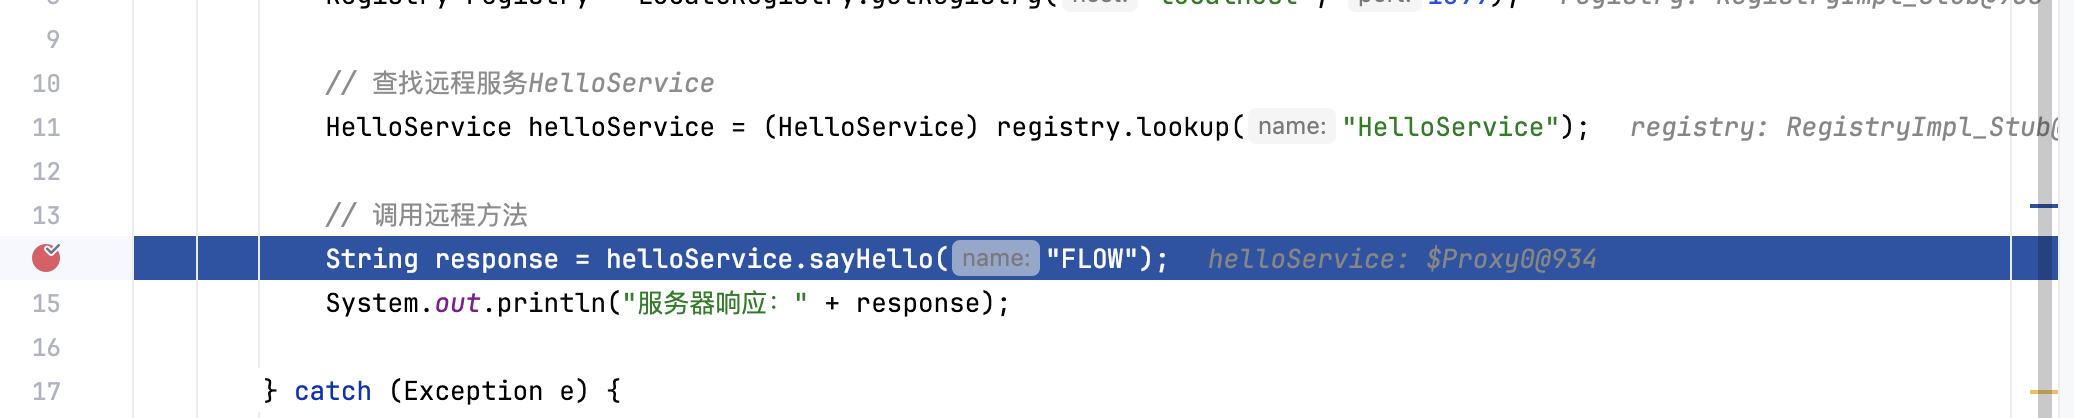 9
10 // 查找远程服务HelloService
11 HelloService helloService = (HelloService) registry.lookup( name: "HelloService"); registry: RegistryImpl_Stub@
12
13 // 调用远程方法
String response = helloService.sayHello( name: "FLOW"); helloService: $Proxy0@934
15 System.out.println("服务器响应：" + response);
16
17 } catch (Exception e) {